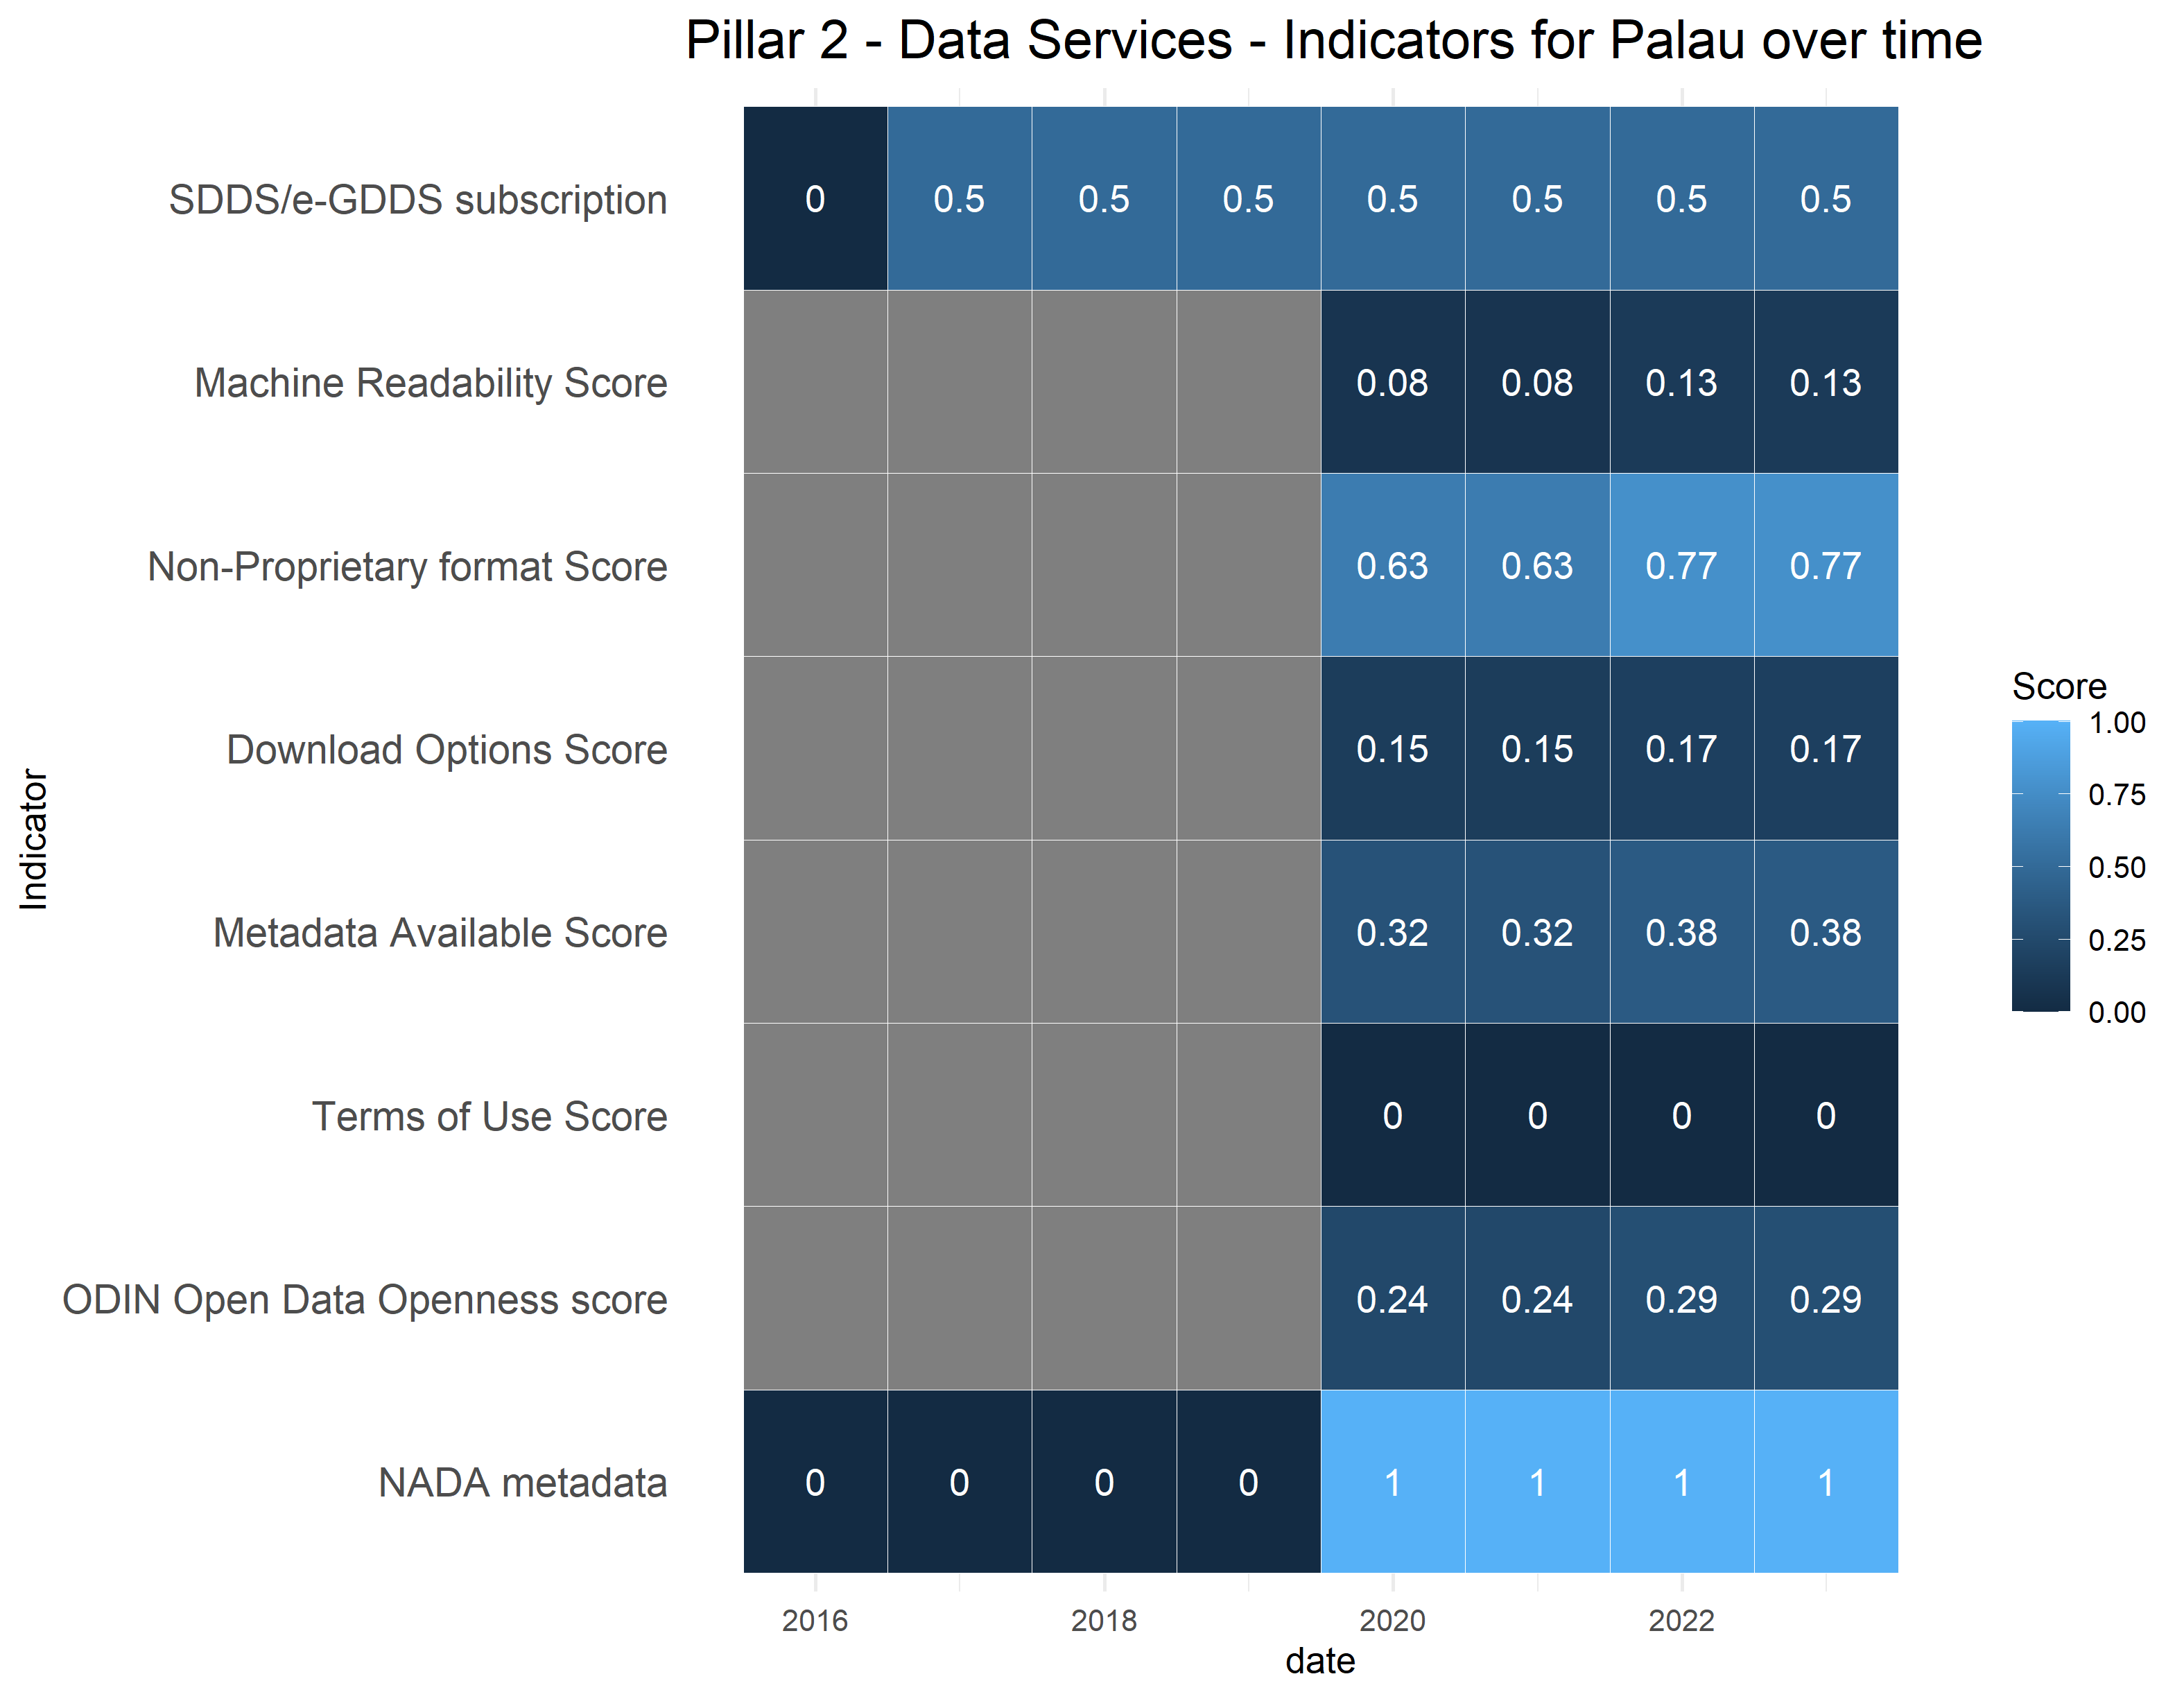 Pillar 2 - Data Services - Indicators for Palau over time
SDDS/e-GDDS subscription 0 0.5 0.5 0.5 0.5 0.5 0.5 0.5
Machine Readability Score 0.08 0.08 0.13 0.13
Non-Proprietary format Score 0.63 0.63 0.77 0.77
Download Options Score 0.15 0.15 0.17 0.17
Metadata Available Score 0.32 0.32 0.38 0.38
Terms of Use Score 0 0 0 0
ODIN Open Data Openness score 0.24 0.24 0.29 0.29
NADA metadata 0 0 0 0 1 1 1 1
2016 2018 2020 2022
date
Indicator
Score
1.00
0.75
0.50
0.25
0.00